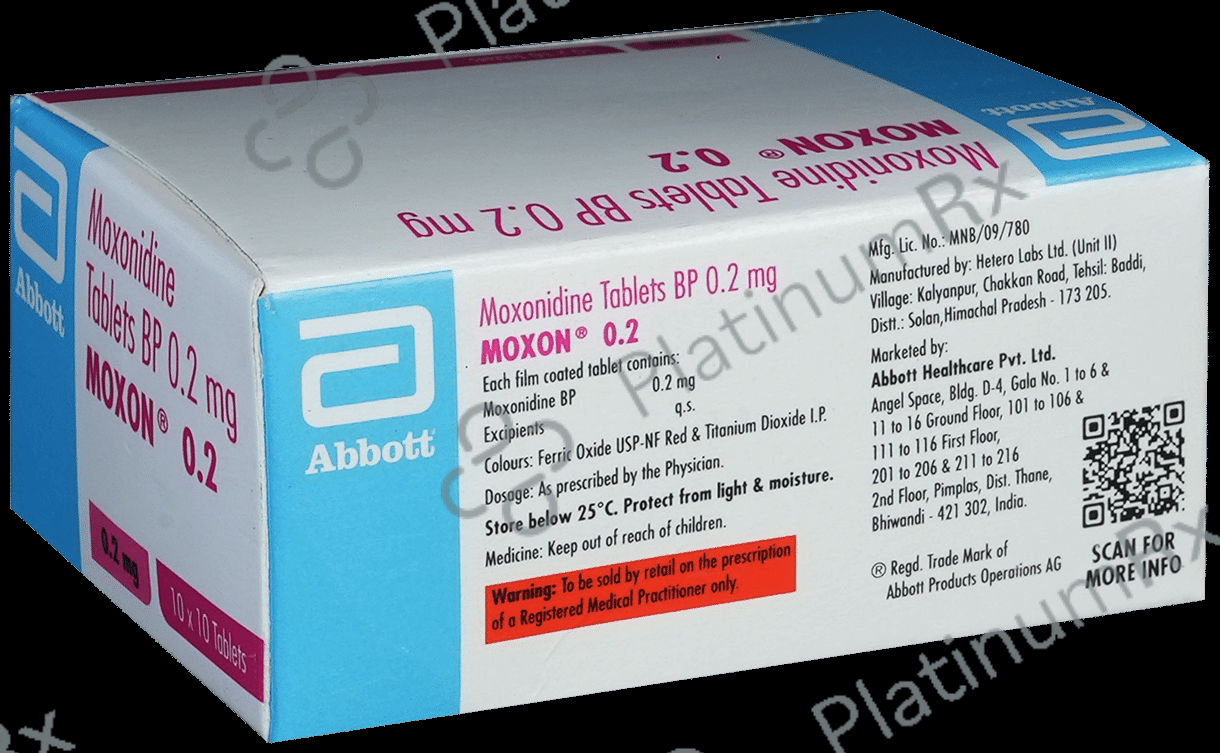 Abbott
Moxonidine
Tablets BP 0.2 mg
MOXON® 0.2
0.2 mg
10 x 10 Tablets
Abbott
MOXON® 0.2
Moxonidine Tablets BP 0.2 mg
Abbott
Moxonidine Tablets BP 0.2 mg
MOXON® 0.2
Each film coated tablet contains:
Moxonidine BP 0.2 mg
Excipients q.s.
Colours: Ferric Oxide USP-NF Red & Titanium Dioxide I.P.
Dosage: As prescribed by the Physician.
Store below 25°C. Protect from light & moisture.
Medicine: Keep out of reach of children.
Warning: To be sold by retail on the prescription
of a Registered Medical Practitioner only.
Mfg. Lic. No.: MNB/09/780
Manufactured by: Hetero Labs Ltd. (Unit II)
Village: Kalyanpur, Chakkan Road, Tehsil: Baddi,
Distt.: Solan,Himachal Pradesh - 173 205.
Marketed by:
Abbott Healthcare Pvt. Ltd.
Angel Space, Bldg. D-4, Gala No. 1 to 6 &
11 to 16 Ground Floor, 101 to 106 &
111 to 116 First Floor,
201 to 206 & 211 to 216
2nd Floor, Pimplas, Dist. Thane,
Bhiwandi - 421 302, India.
® Regd. Trade Mark of
Abbott Products Operations AG
SCAN FOR
MORE INFO
PlatinumRx
PlatinumRx